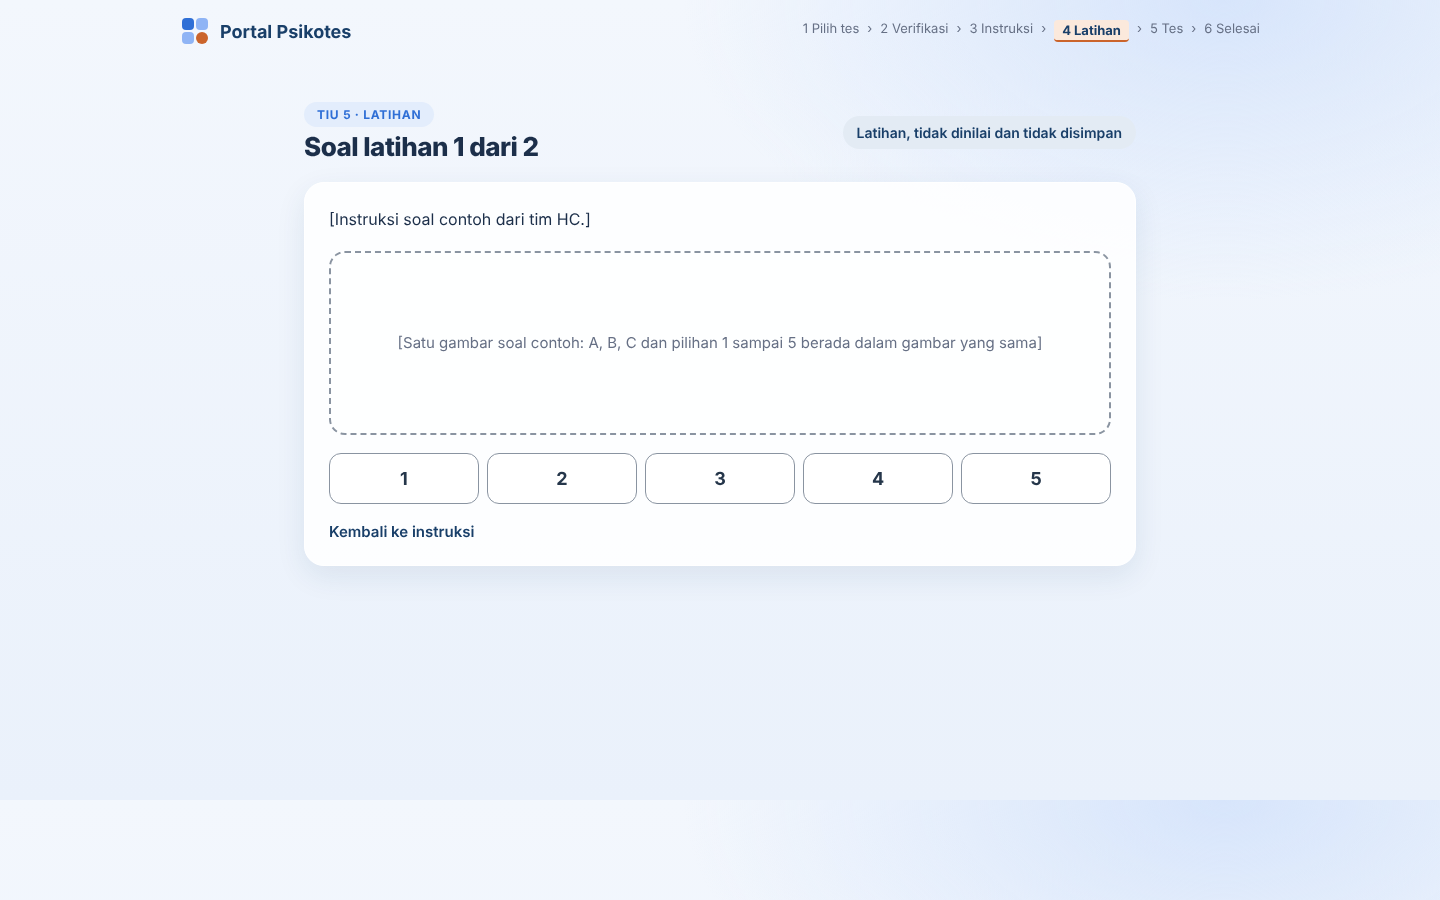 Portal Psikotes
1 Pilih tes › 2 Verifikasi › 3 Instruksi › 4 Latihan › 5 Tes › 6 Selesai
TIU 5 · LATIHAN
Soal latihan 1 dari 2
Latihan, tidak dinilai dan tidak disimpan
[Instruksi soal contoh dari tim HC.]
[Satu gambar soal contoh: A, B, C dan pilihan 1 sampai 5 berada dalam gambar yang sama]
1 2 3 4 5
Kembali ke instruksi